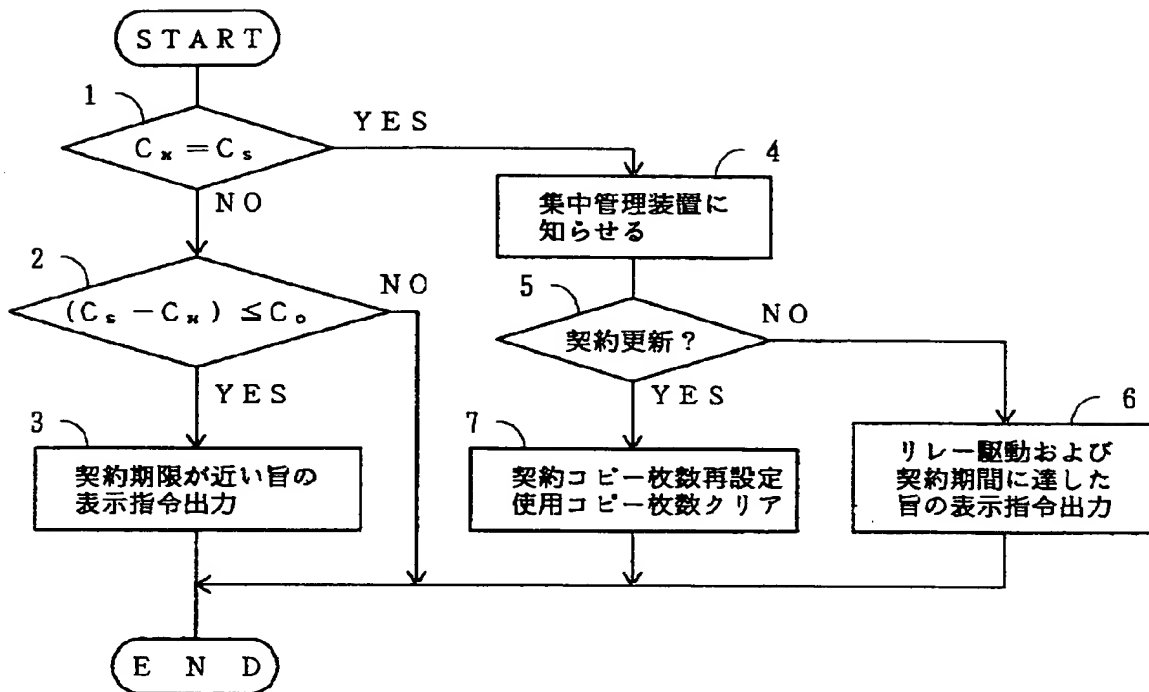 START
1
YES
Cₓ＝Cₛ
4
NO
集中管理装置に
知らせる
2
NO
(Cₛ－Cₓ)≦C₀
5
NO
契約更新？
YES
YES
3
7
6
契約期限が近い旨の
表示指令出力
契約コピー枚数再設定
使用コピー枚数クリア
リレー駆動および
契約期間に達した
旨の表示指令出力
END